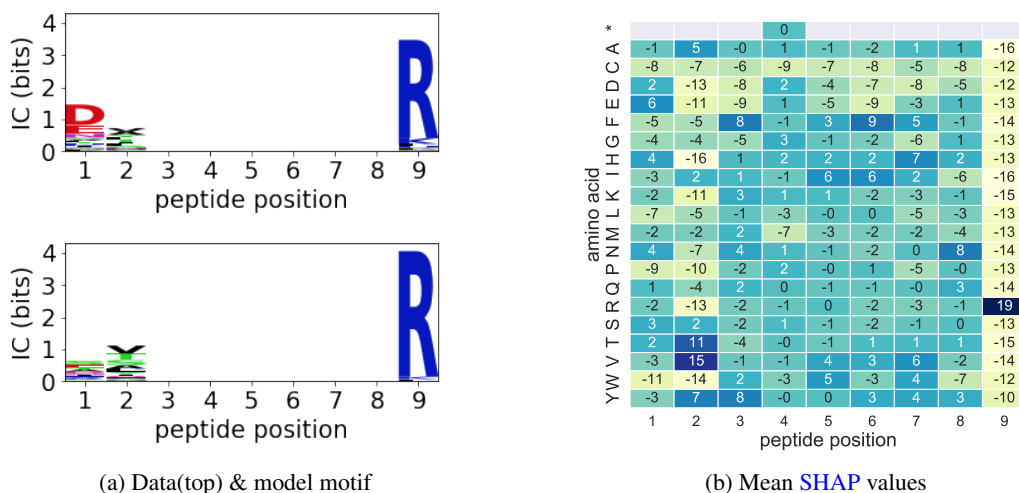 IC (bits)
4
3
2
1
0
R
1 2 3 4 5 6 7 8 9
peptide position
IC (bits)
4
3
2
1
0
R
1 2 3 4 5 6 7 8 9
peptide position
(a) Data(top) & model motif
amino acid
* 0
A -1 5 -0 1 -1 -2 1 1 -16
C -8 -7 -6 -9 -7 -8 -5 -8 -12
D 2 -13 -8 2 -4 -7 -8 -5 -12
E 6 -11 -9 1 -5 -9 -3 1 -13
F -5 -5 8 -1 3 9 5 -1 -14
G -4 -4 -5 3 -1 -2 -6 1 -13
H 4 -16 1 2 2 2 7 2 -13
I -3 2 1 -1 6 6 2 -6 -16
K -2 -11 3 1 1 -2 -3 -1 -15
L -7 -5 -1 -3 -0 0 -5 -3 -13
M -2 -2 2 -7 -3 -2 -2 -4 -13
N 4 -7 4 1 -1 -2 0 8 -14
P -9 -10 -2 2 -0 1 -5 -0 -13
Q 1 -4 2 0 -1 -1 0 3 -14
R -2 -13 -2 -1 0 -2 -3 -1 19
S 3 2 -2 1 -1 -2 -1 0 -13
T 2 11 -4 -0 -1 1 1 1 -15
V -3 15 -1 -1 4 3 6 -2 -14
W -11 -14 2 -3 5 -3 4 -7 -12
Y -3 7 8 -0 0 3 4 3 -10
1 2 3 4 5 6 7 8 9
peptide position
(b) Mean SHAP values